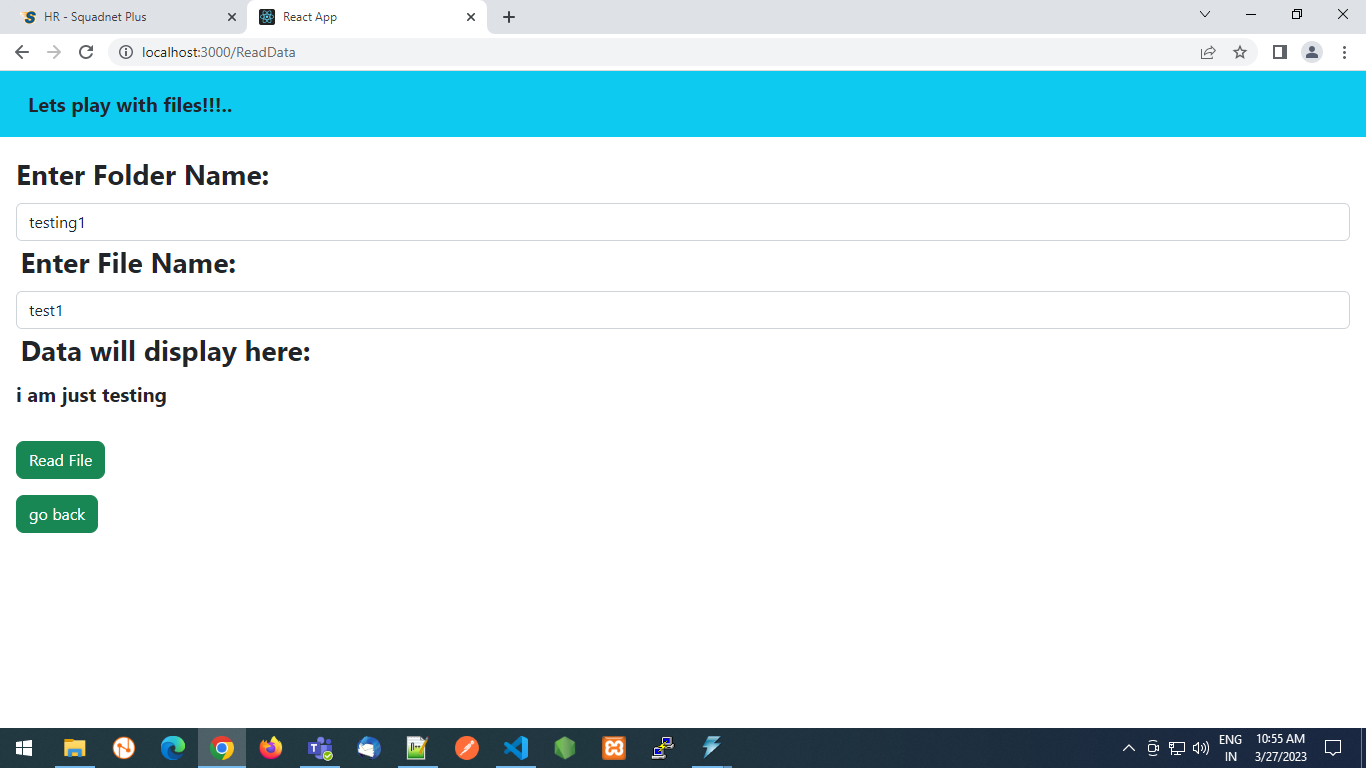 HR - Squadnet Plus
React App
localhost:3000/ReadData
Lets play with files!!!..
Enter Folder Name:
testing1
Enter File Name:
test1
Data will display here:
i am just testing
Read File
go back
ENG
IN
10:55 AM
3/27/2023